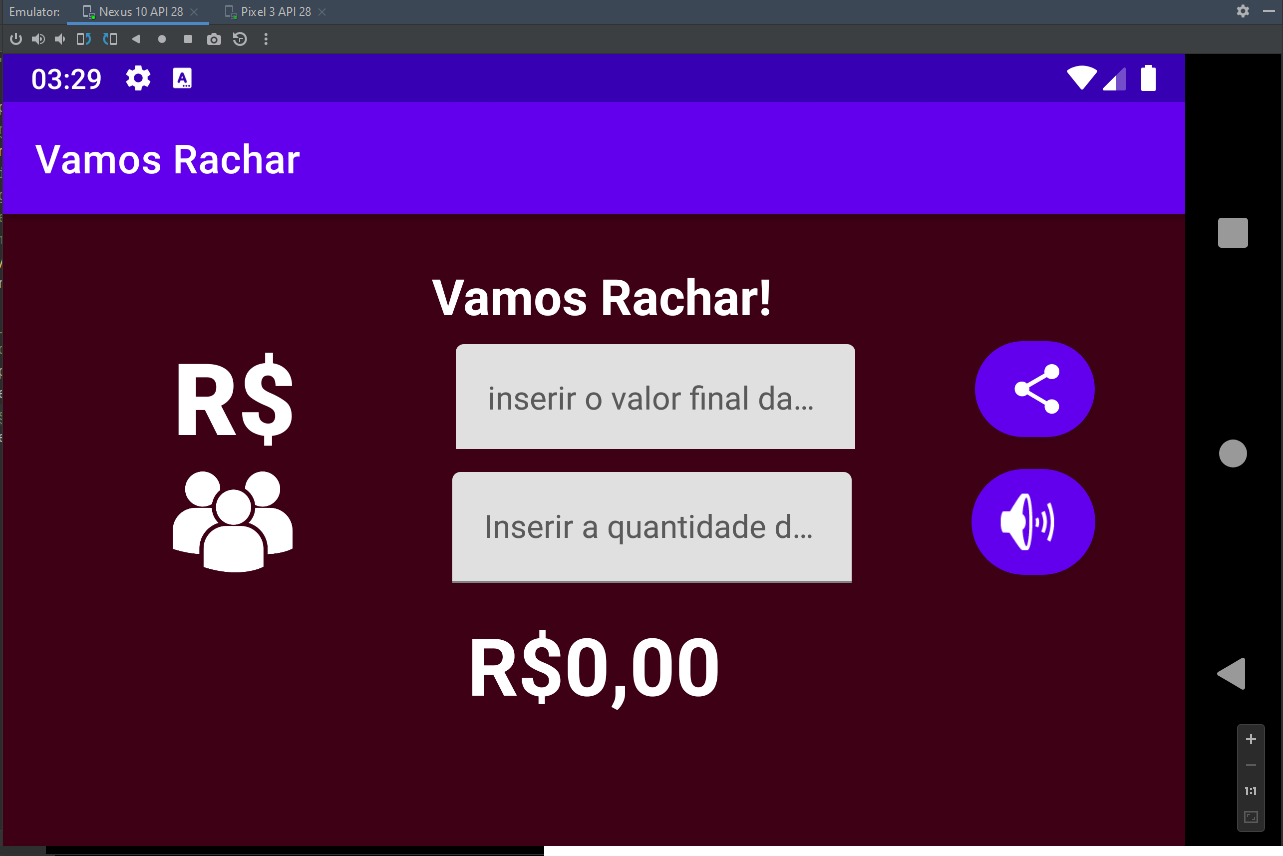 Emulator: Nexus 10 API 28 Pixel 3 API 28
03:29 A
Vamos Rachar
Vamos Rachar!
R$ inserir o valor final da...
Inserir a quantidade d...
R$0,00
1:1